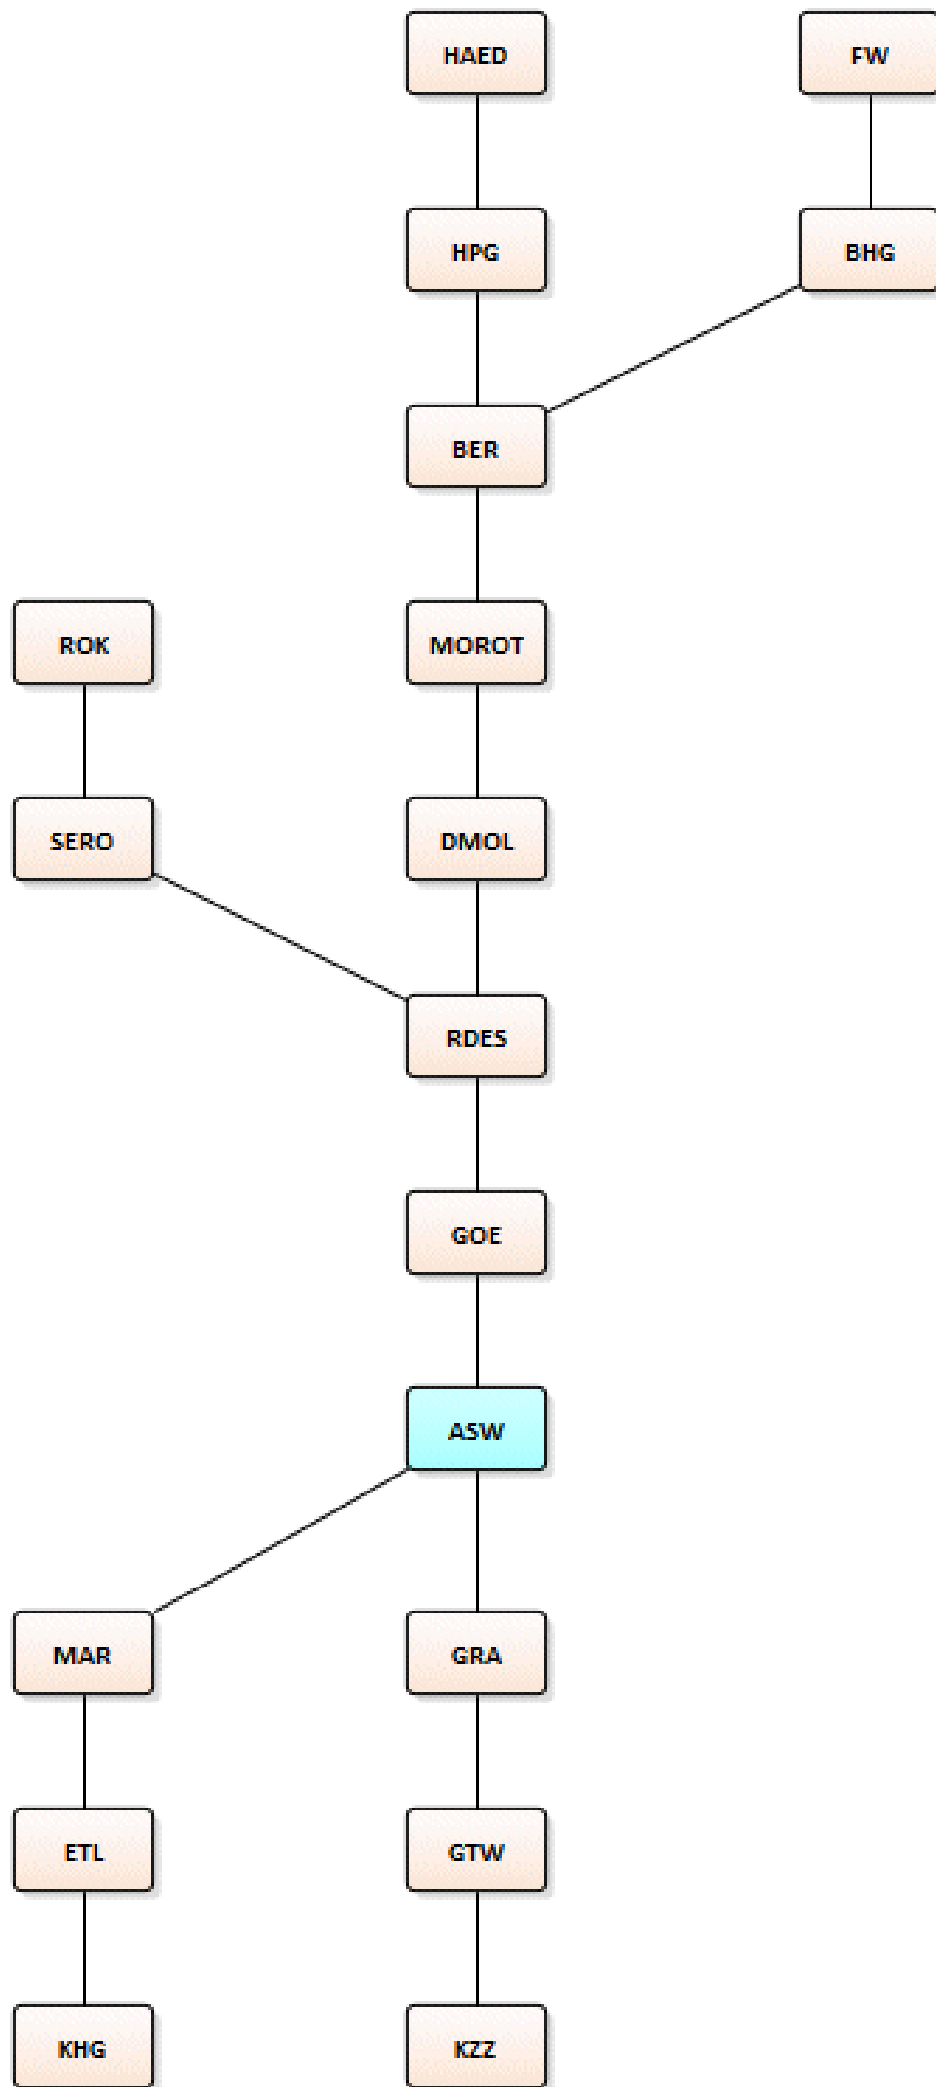 HAED
FW
HPG
BHG
BER
ROK
MOROT
SERO
DMOL
RDES
GOE
ASW
MAR
GRA
ETL
GTW
KHG
KZZ